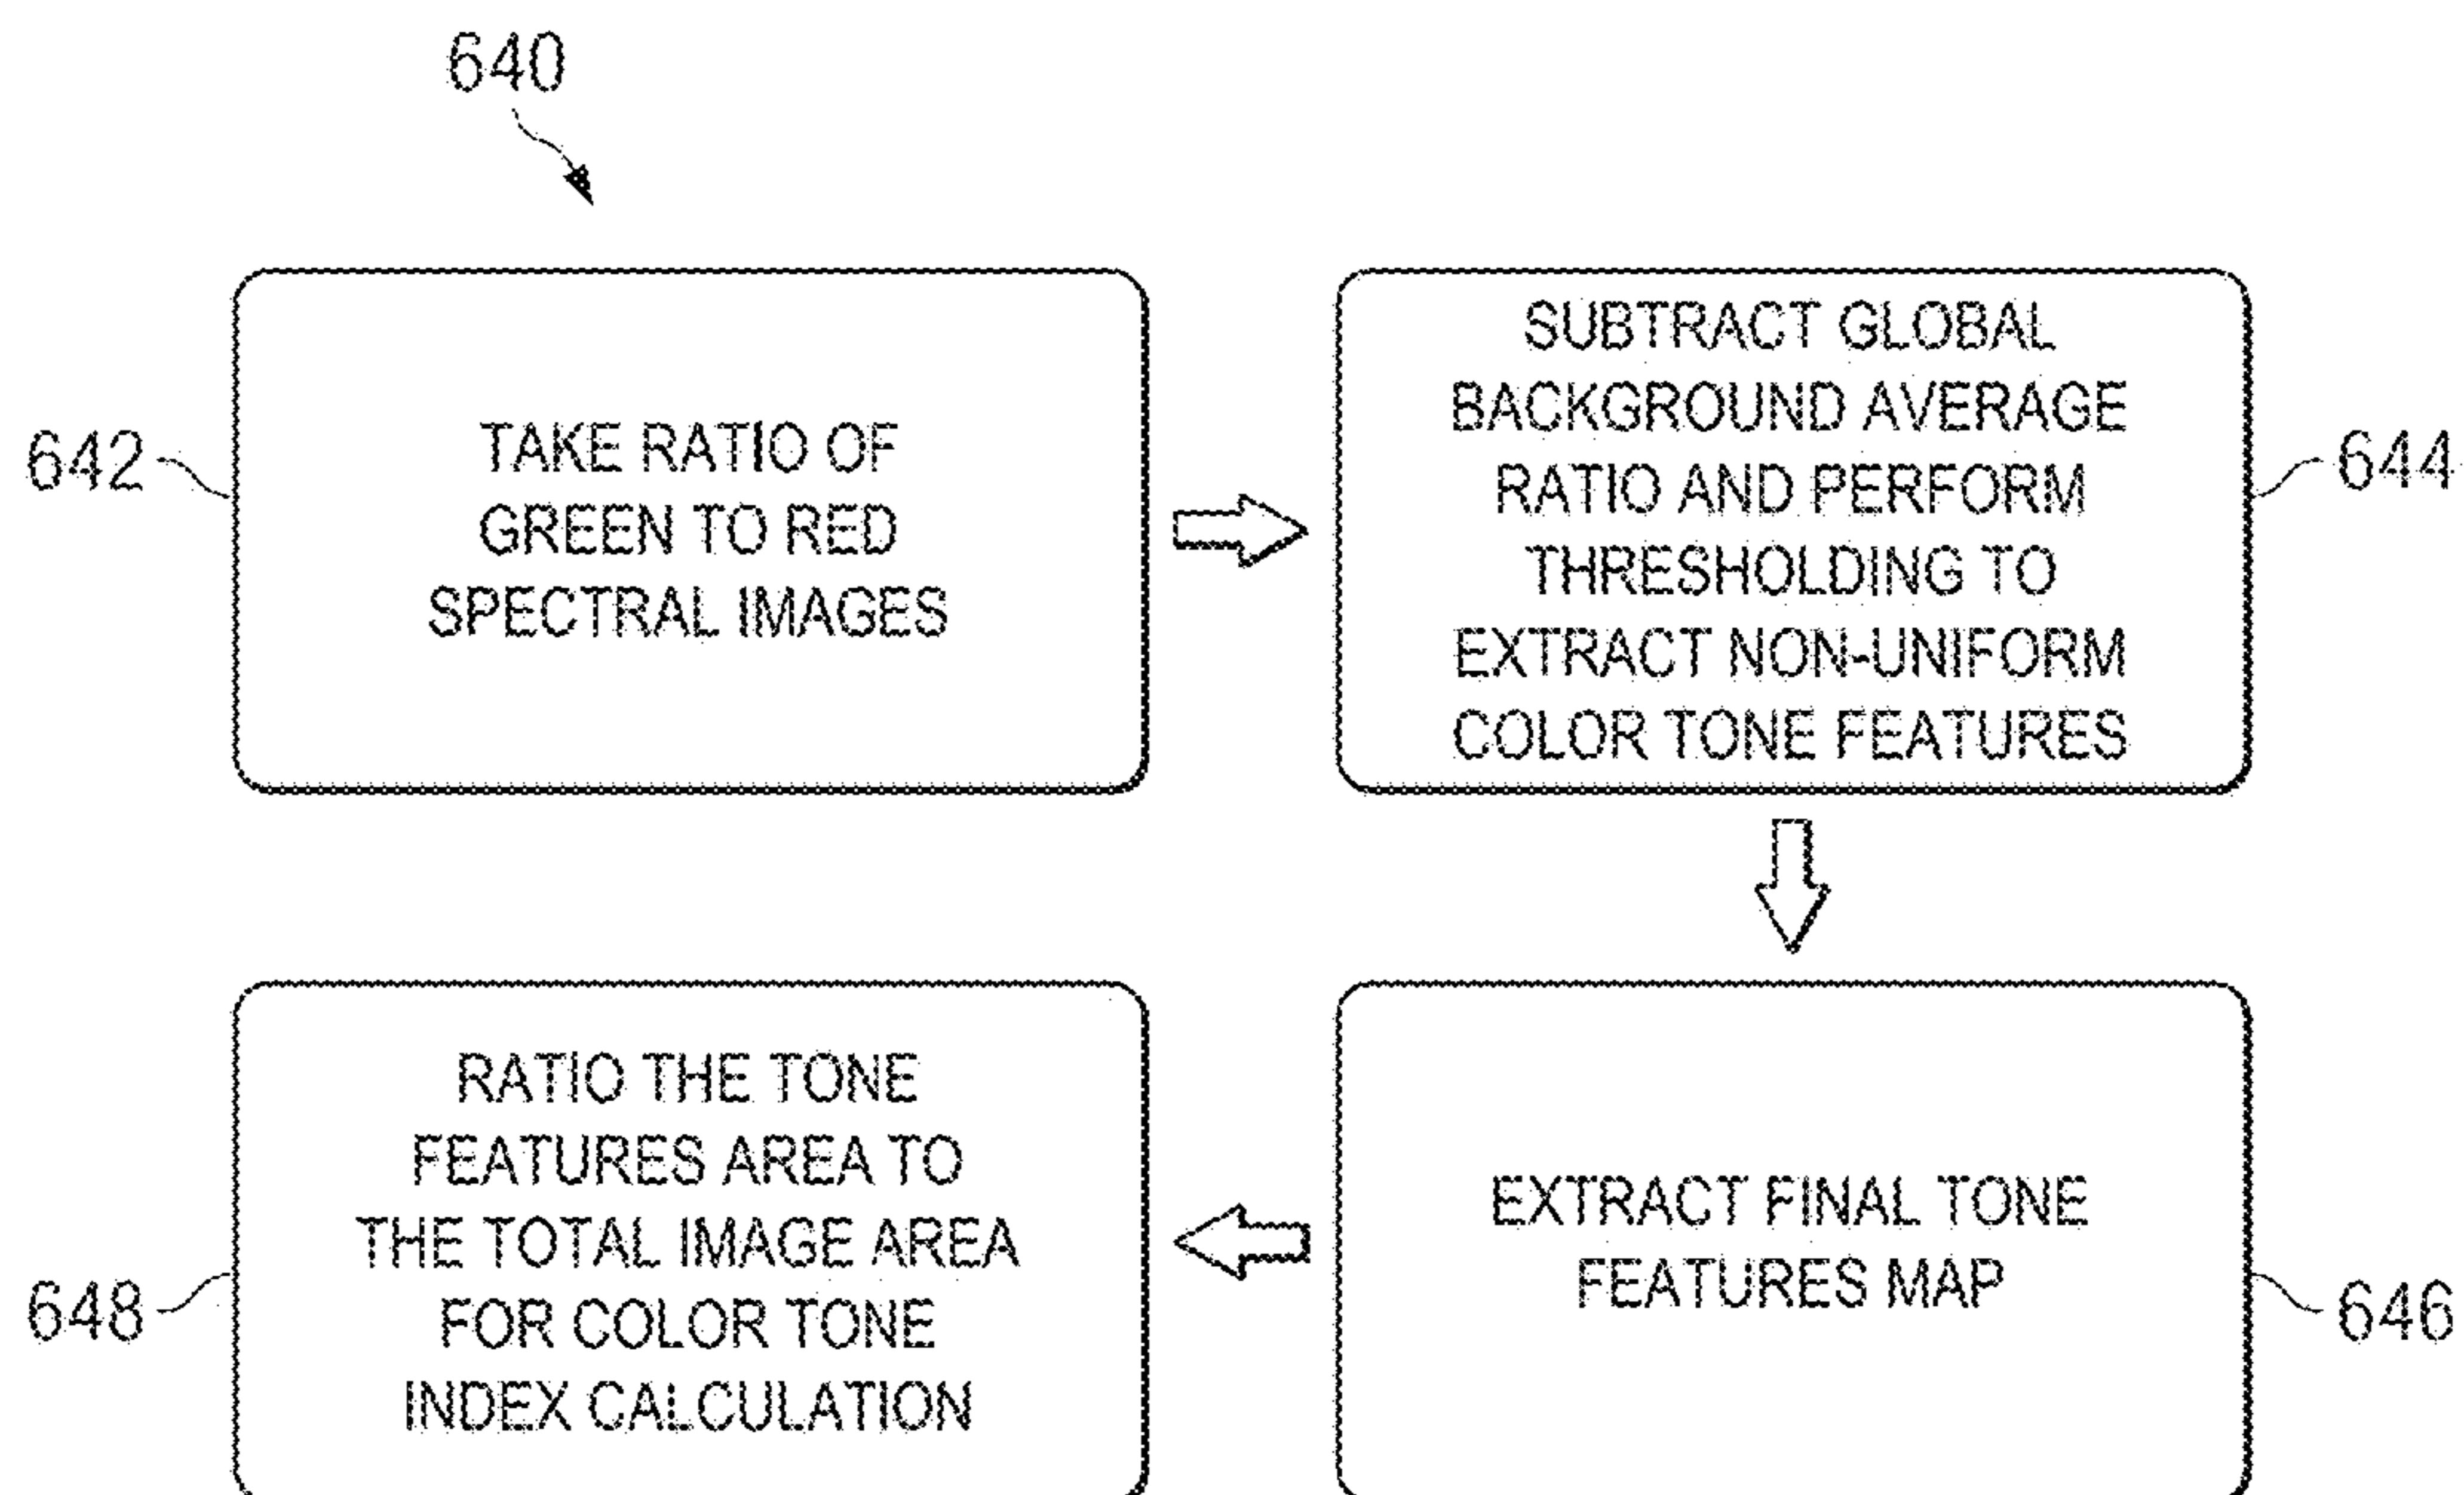 640
642
TAKE RATIO OF
GREEN TO RED
SPECTRAL IMAGES
SUBTRACT GLOBAL
BACKGROUND AVERAGE
RATIO AND PERFORM
THRESHOLDING TO
EXTRACT NON-UNIFORM
COLOR TONE FEATURES
644
EXTRACT FINAL TONE
FEATURES MAP
646
RATIO THE TONE
FEATURES AREA TO
THE TOTAL IMAGE AREA
FOR COLOR TONE
INDEX CALCULATION
648